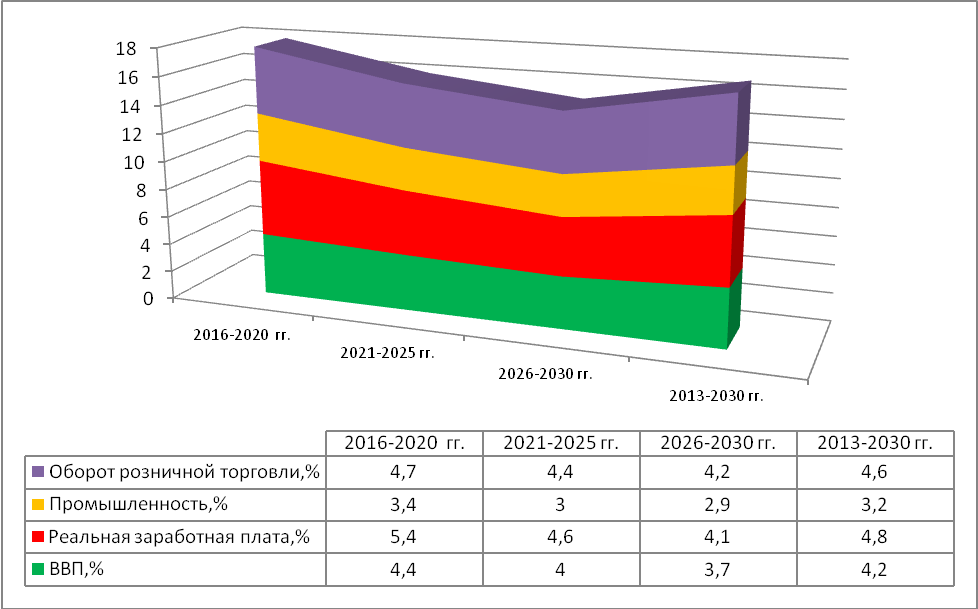 18
16
14
12
10
8
6
4
2
0
2016-2020 гг.
2021-2025 гг.
2026-2030 гг.
2013-2030 гг.
2016-2020 гг. 2021-2025 гг. 2026-2030 гг. 2013-2030 гг.
Оборот розничной торговли,% 4,7 4,4 4,2 4,6
Промышленность,% 3,4 3 2,9 3,2
Реальная заработная плата,% 5,4 4,6 4,1 4,8
ВВП,% 4,4 4 3,7 4,2